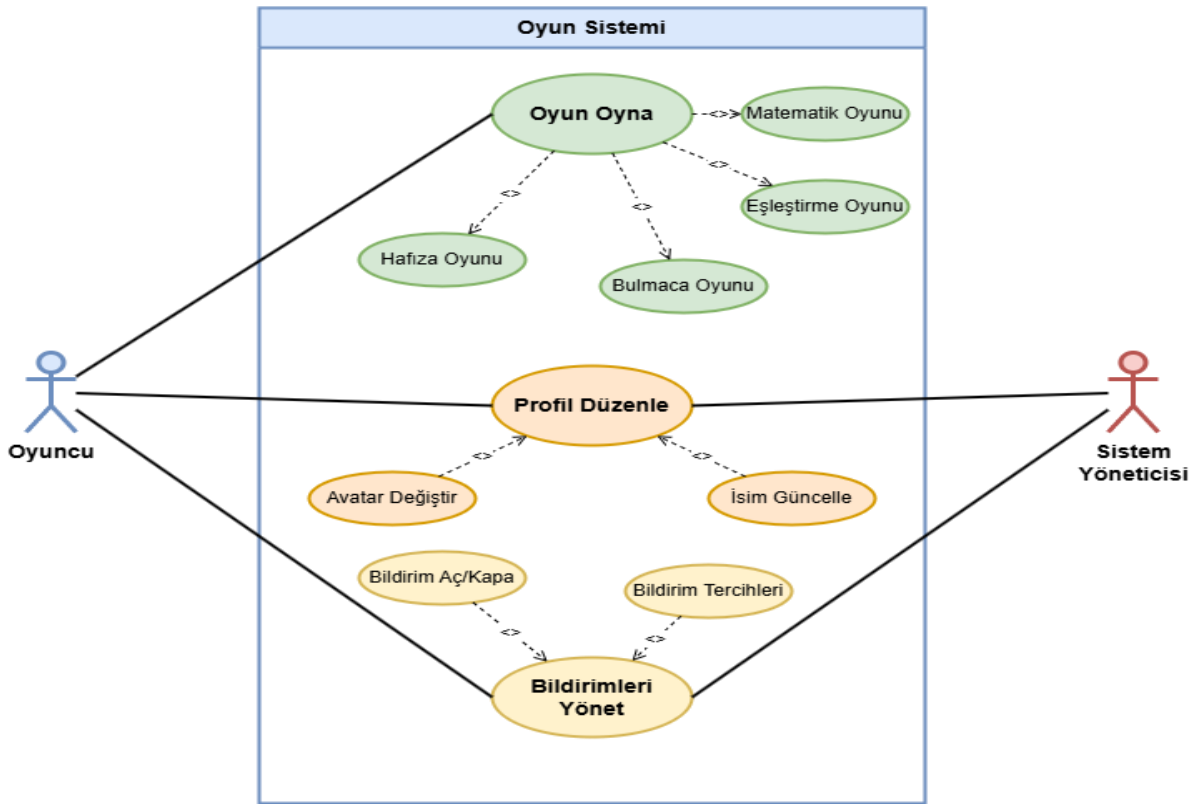 Oyun Sistemi
Oyun Oyna
<>
Matematik Oyunu
<>
Eşleştirme Oyunu
<>
Hafıza Oyunu
<>
Bulmaca Oyunu
Oyuncu
Profil Düzenle
Sistem
Yöneticisi
<>
Avatar Değiştir
<>
İsim Güncelle
Bildirim Aç/Kapa
<>
Bildirim Tercihleri
<>
Bildirimleri
Yönet